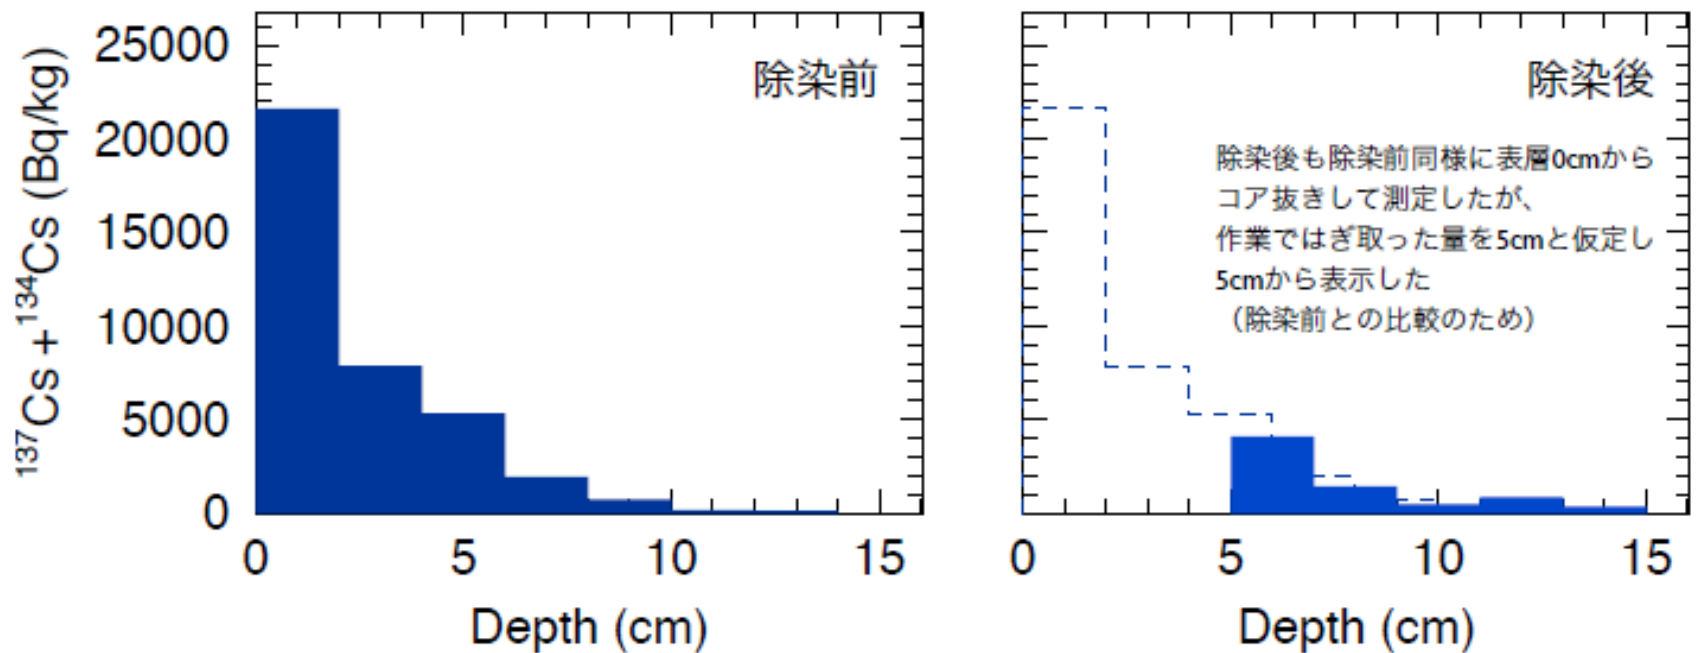 25000
20000
15000
10000
5000
0
¹³⁷Cs + ¹³⁴Cs (Bq/kg)
除染前
0 5 10 15
Depth (cm)
除染後
除染後も除染前同様に表層0cmから
コア抜きして測定したが、
作業ではぎ取った量を5cmと仮定し
5cmから表示した
（除染前との比較のため）
0 5 10 15
Depth (cm)